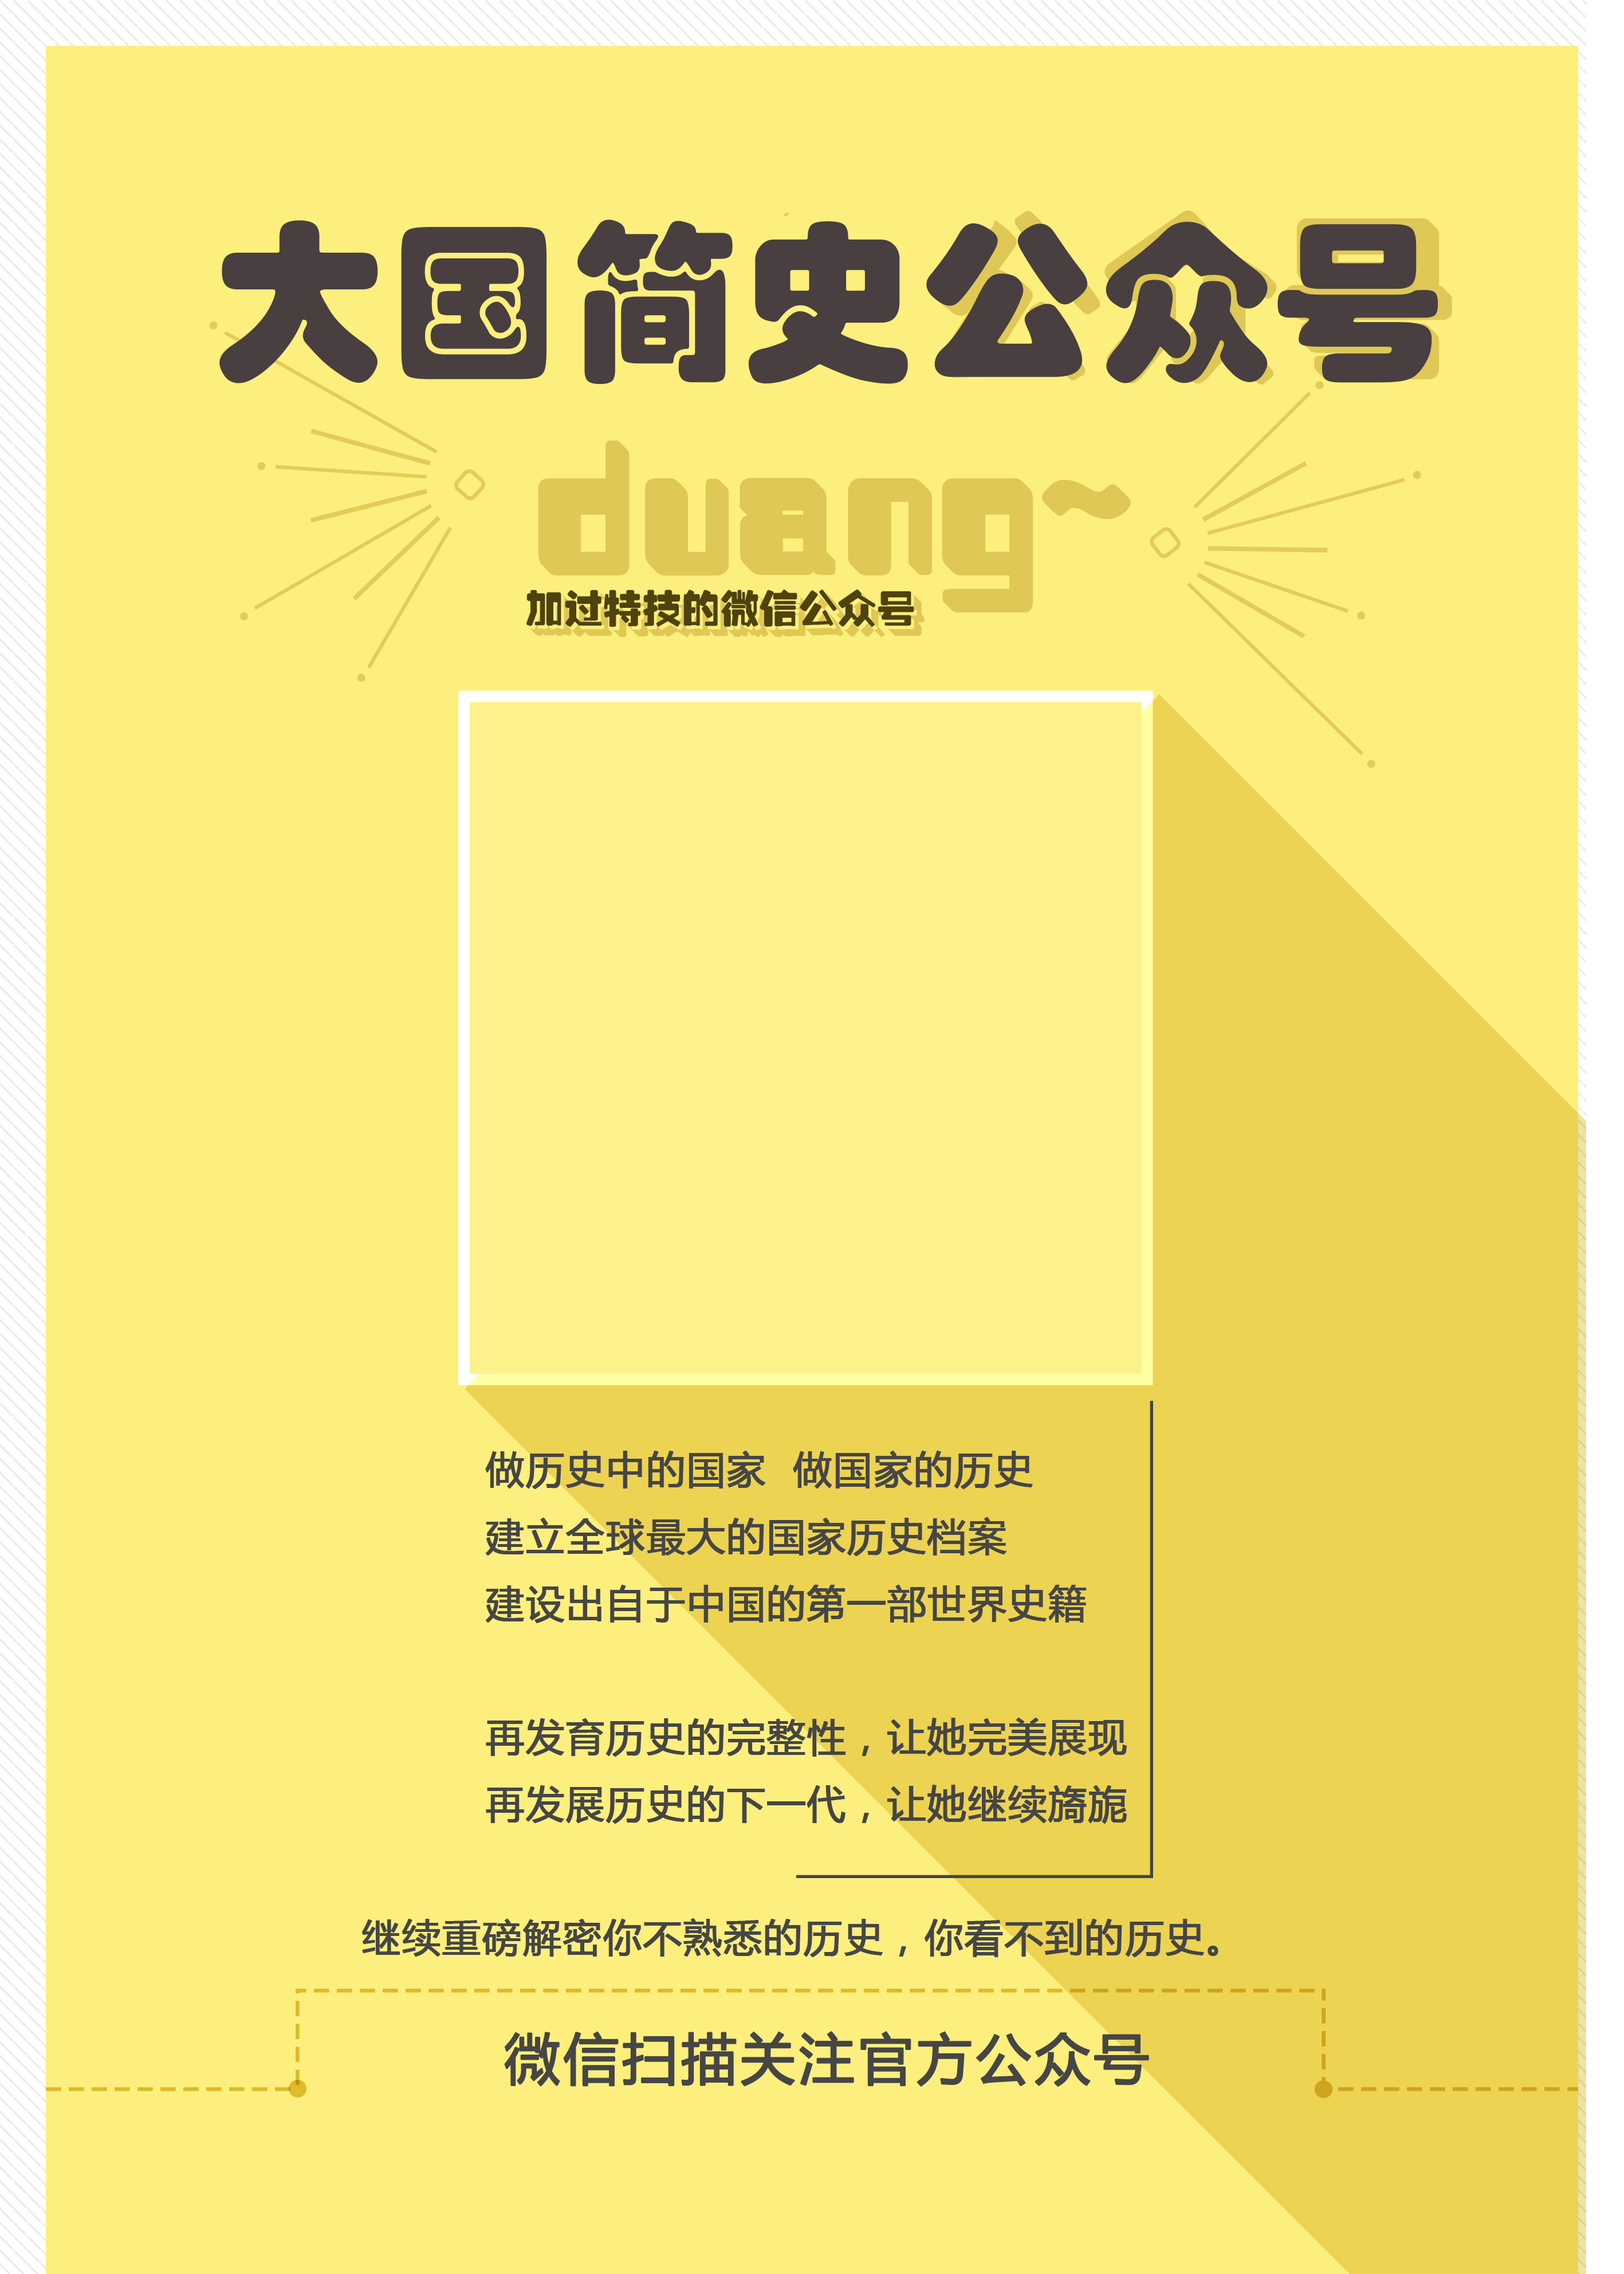 大国简史公众号
duang~
加过特技的微信公众号
做历史中的国家 做国家的历史
建立全球最大的国家历史档案
建设出自于中国的第一部世界史籍
再发育历史的完整性，让她完美展现
再发展历史的下一代，让她继续旖旎
继续重磅解密你不熟悉的历史，你看不到的历史。
微信扫描关注官方公众号